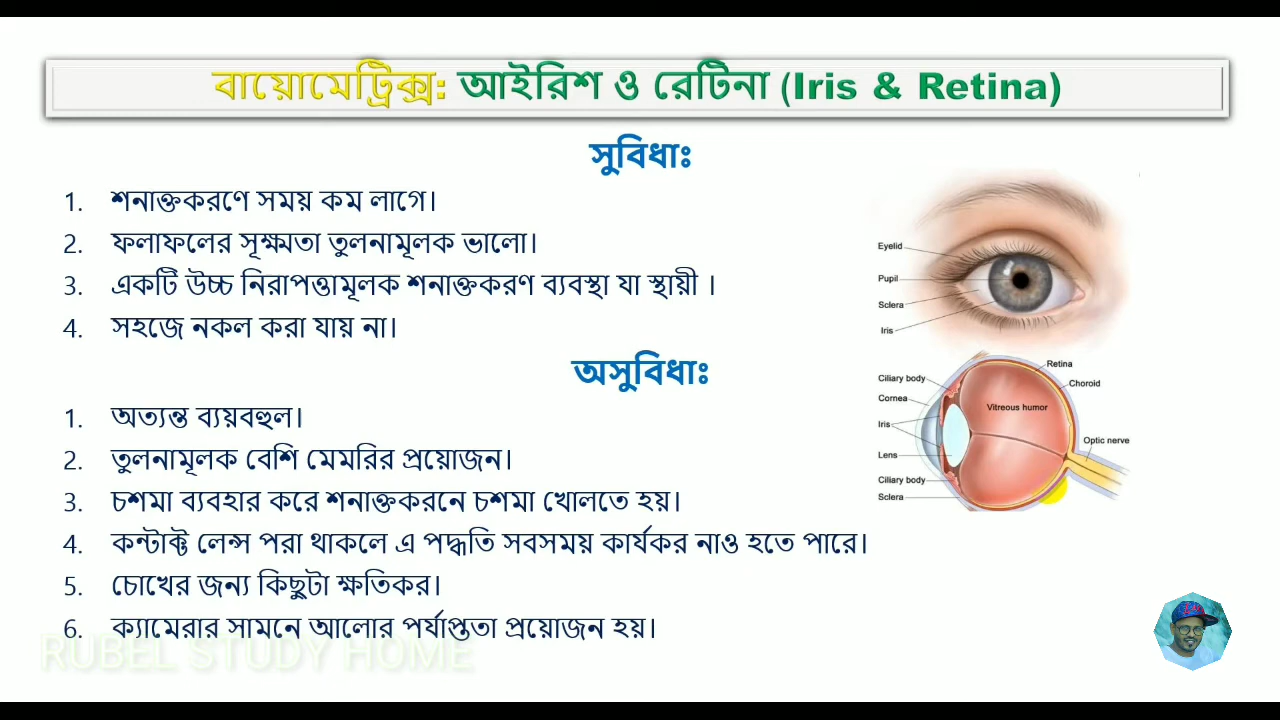 বায়োমেট্রিক্স: আইরিশ ও রেটিনা (Iris & Retina)
সুবিধাঃ
1. শনাক্তকরণে সময় কম লাগে।
2. ফলাফলের সূক্ষ্মতা তুলনামূলক ভালো।
3. একটি উচ্চ নিরাপত্তামূলক শনাক্তকরণ ব্যবস্থা যা স্থায়ী ।
4. সহজে নকল করা যায় না।
অসুবিধাঃ
1. অত্যন্ত ব্যয়বহুল।
2. তুলনামূলক বেশি মেমরির প্রয়োজন।
3. চশমা ব্যবহার করে শনাক্তকরনে চশমা খোলতে হয়।
4. কন্টাক্ট লেন্স পরা থাকলে এ পদ্ধতি সবসময় কার্যকর নাও হতে পারে।
5. চোখের জন্য কিছুটা ক্ষতিকর।
6. ক্যামেরার সামনে আলোর পর্যাপ্ততা প্রয়োজন হয়।
RUBEL STUDY HOME
Eyelid
Pupil
Sclera
Iris
Retina
Ciliary body
Choroid
Cornea
Vitreous humor
Iris
Optic nerve
Lens
Ciliary body
Sclera